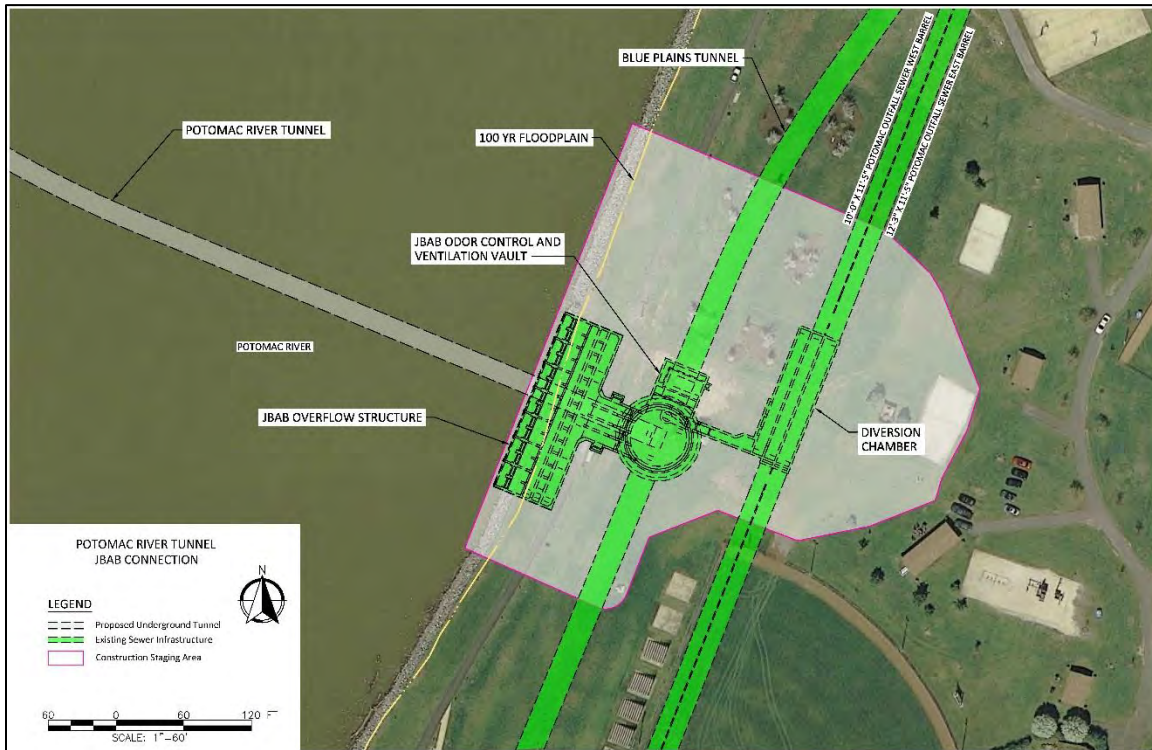 BLUE PLAINS TUNNEL
10'-0" X 11'-5" POTOMAC OUTFALL SEWER WEST BARREL
12'-3" X 11'-5" POTOMAC OUTFALL SEWER EAST BARREL
POTOMAC RIVER TUNNEL
100 YR FLOODPLAIN
JBAB ODOR CONTROL AND
VENTILATION VAULT
POTOMAC RIVER
JBAB OVERFLOW STRUCTURE
DIVERSION
CHAMBER
POTOMAC RIVER TUNNEL
JBAB CONNECTION
N
LEGEND
Proposed Underground Tunnel
Existing Sewer Infrastructure
Construction Staging Area
60 0 60 120 F
SCALE: 1"-60'